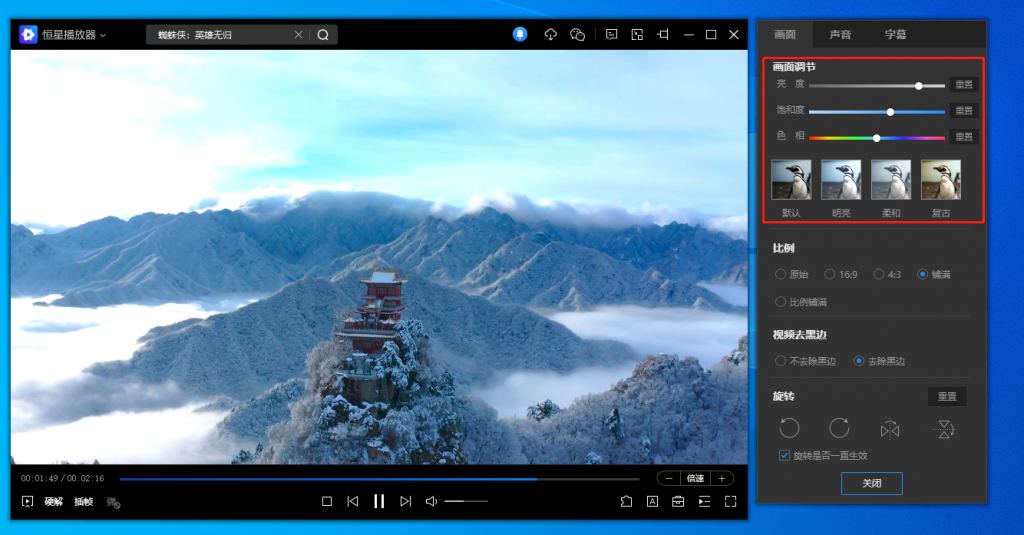 恒星播放器
蜘蛛侠：英雄无归
00:01:49/00:02:16
倍速
硬解 插帧
弹
画面 声音 字幕
画面调节
亮 度 重置
饱和度 重置
色 相 重置
默认 明亮 柔和 复古
比例
原始 16:9 4:3 铺满
比例铺满
视频去黑边
不去除黑边 去除黑边
旋转 重置
旋转是否一直生效
关闭